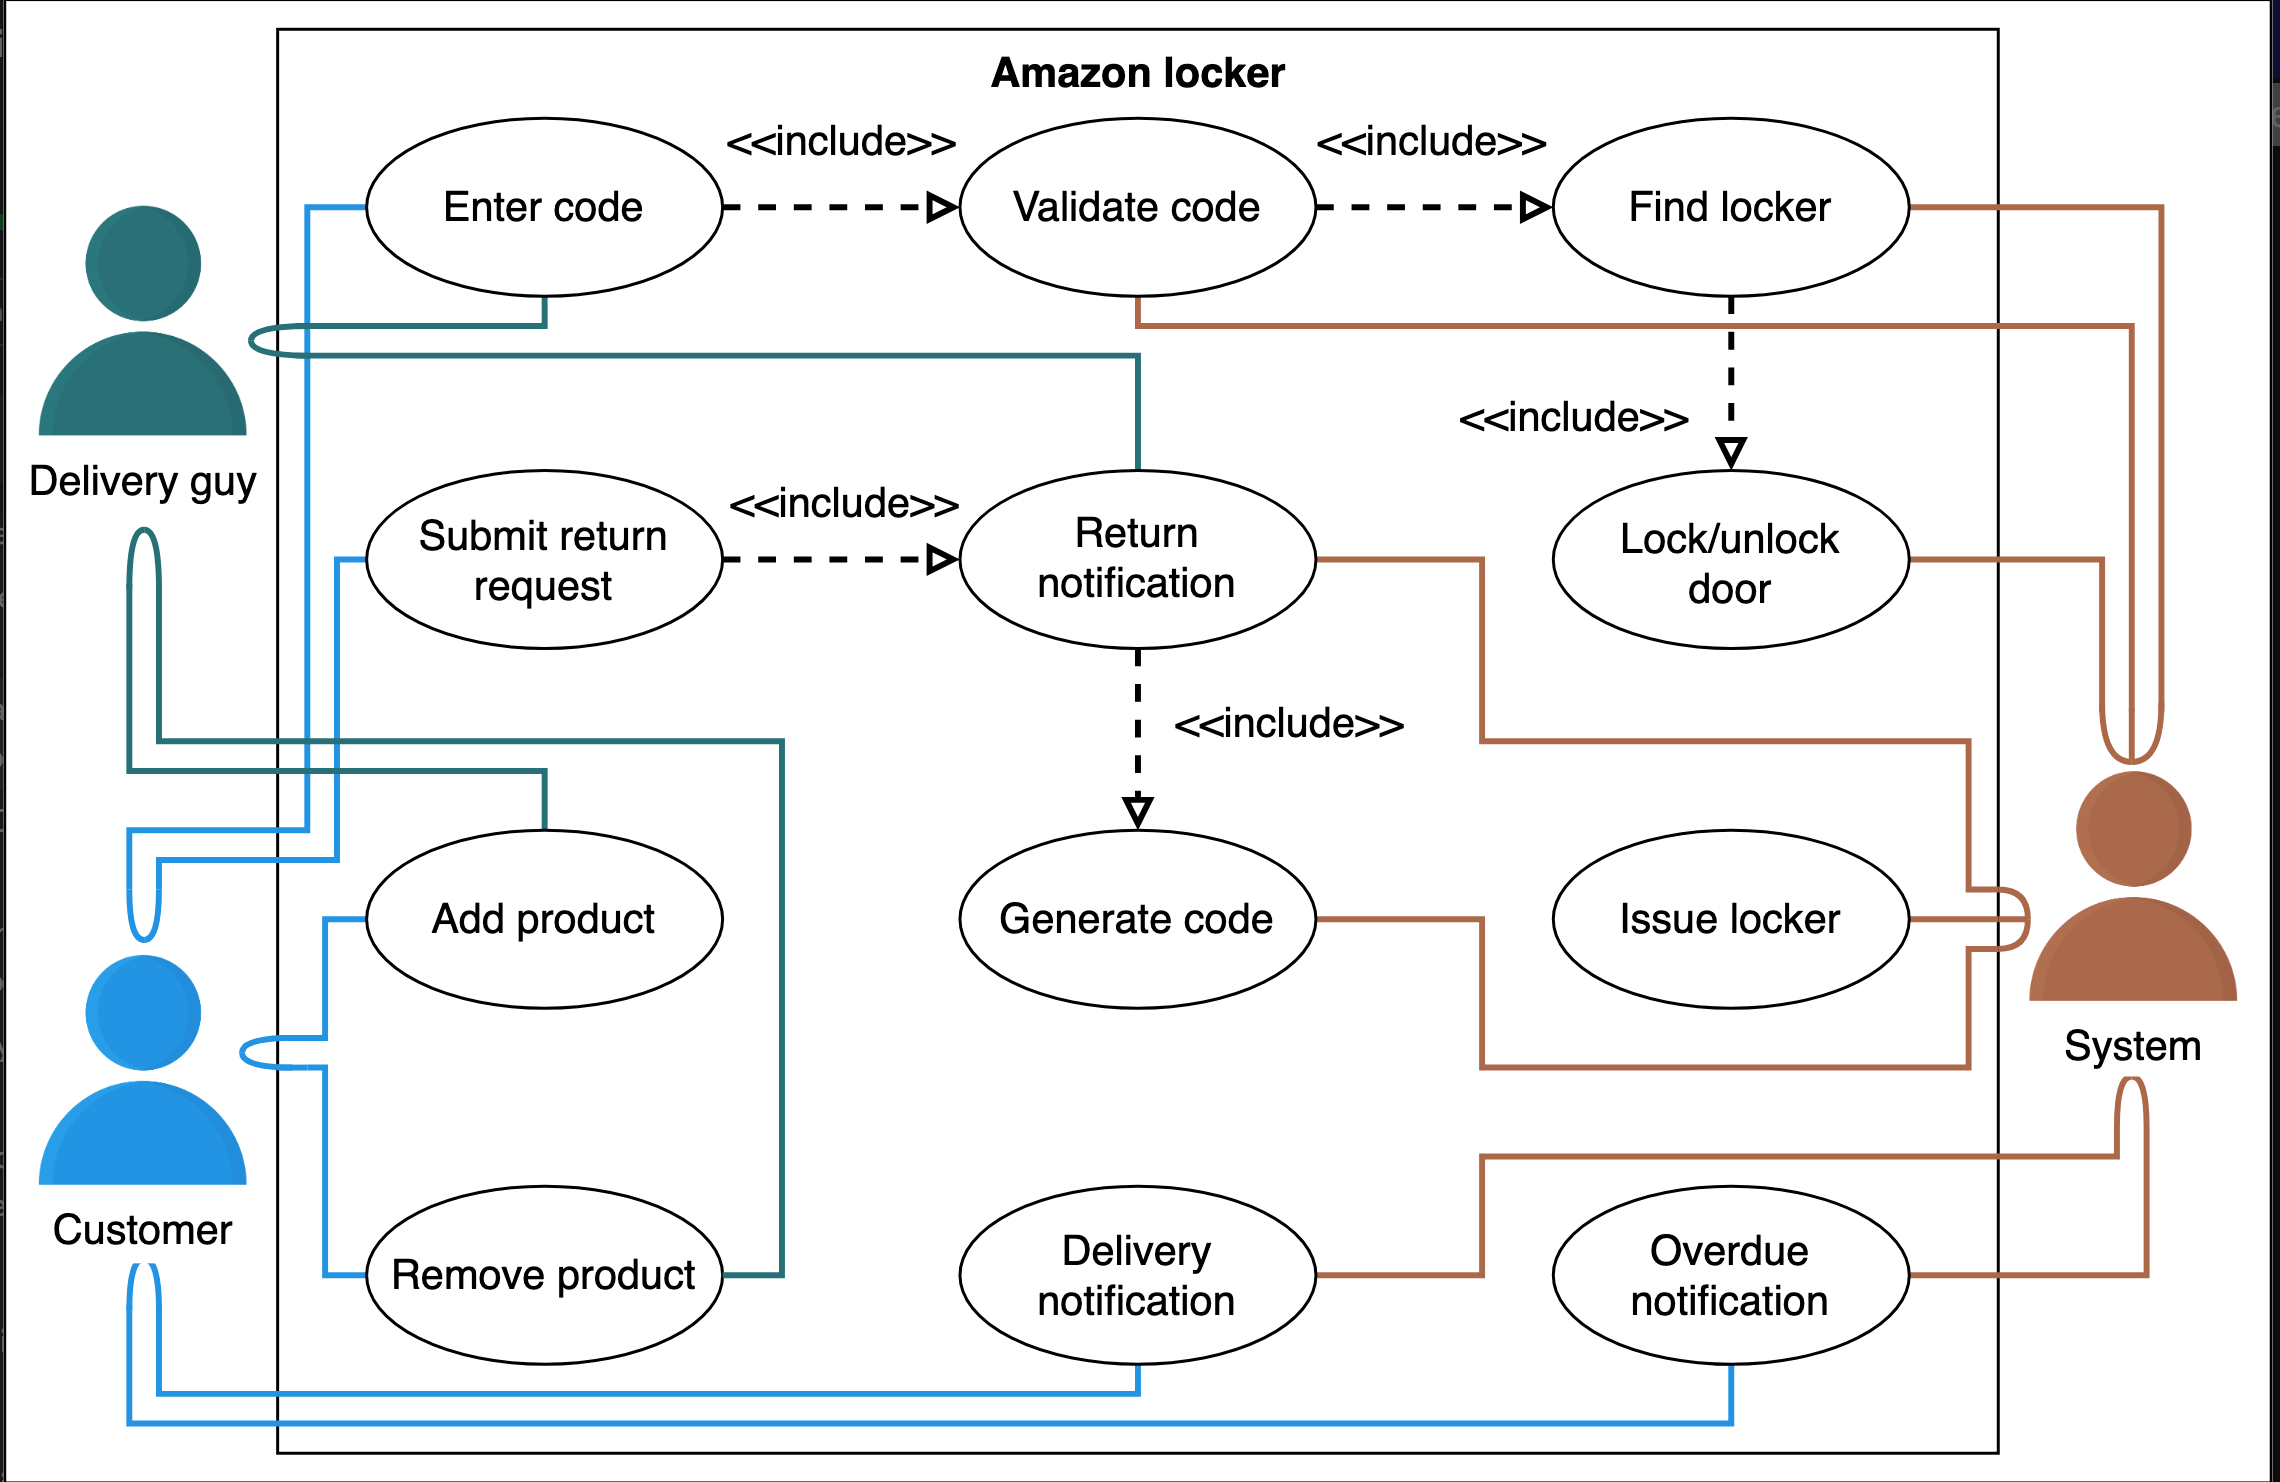 Amazon locker
<<include>>
<<include>>
Enter code
Validate code
Find locker
<<include>>
Delivery guy
<<include>>
Submit return
request
Return
notification
Lock/unlock
door
<<include>>
Add product
Generate code
Issue locker
System
Customer
Remove product
Delivery
notification
Overdue
notification